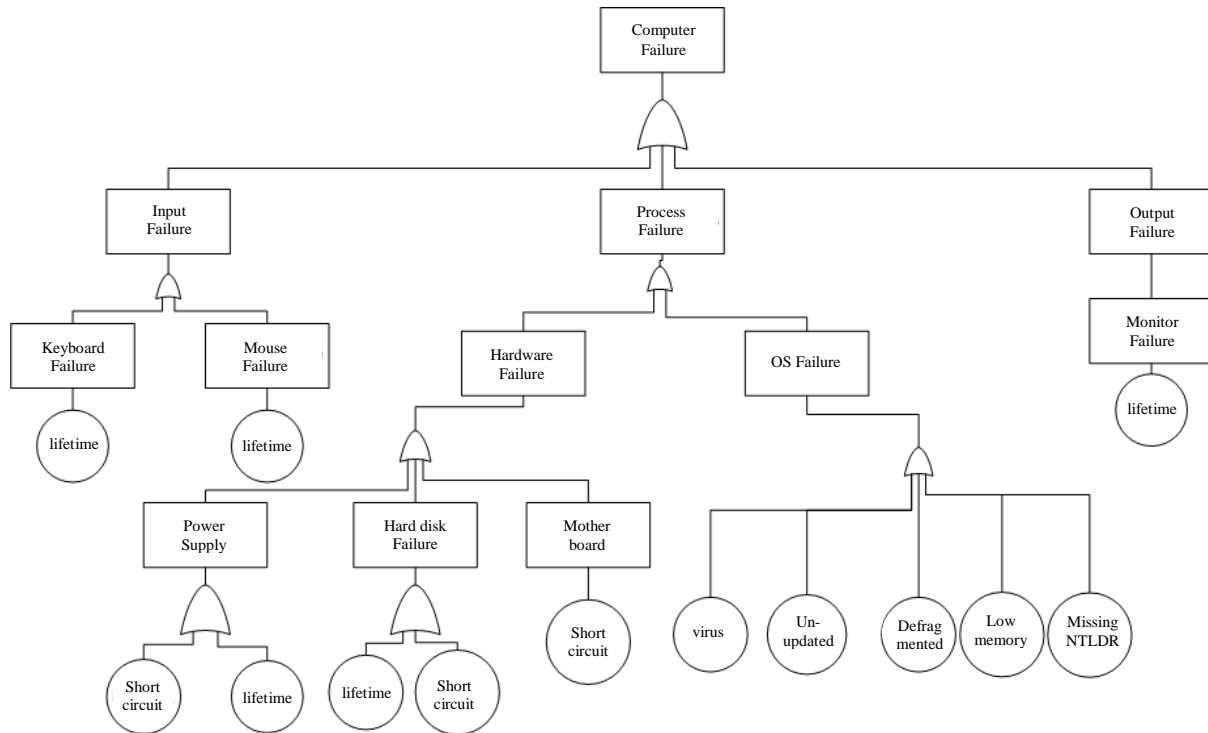 Computer
Failure
Input
Failure
Process
Failure
Output
Failure
Keyboard
Failure
Mouse
Failure
Hardware
Failure
OS Failure
Monitor
Failure
lifetime
lifetime
lifetime
Power
Supply
Hard disk
Failure
Mother
board
Short
circuit
virus
Un-
updated
Defrag
mented
Low
memory
Missing
NTLDR
Short
circuit
lifetime
lifetime
Short
circuit